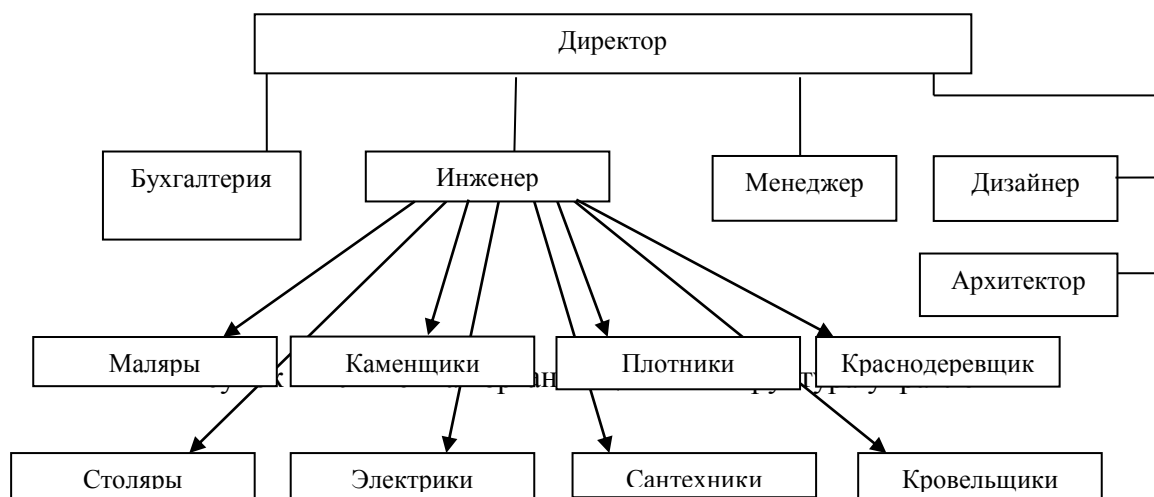 Директор
Бухгалтерия
Инженер
Менеджер
Дизайнер
Архитектор
Маляры
Каменщики
Плотники
Краснодеревщик
Столяры
Электрики
Сантехники
Кровельщики